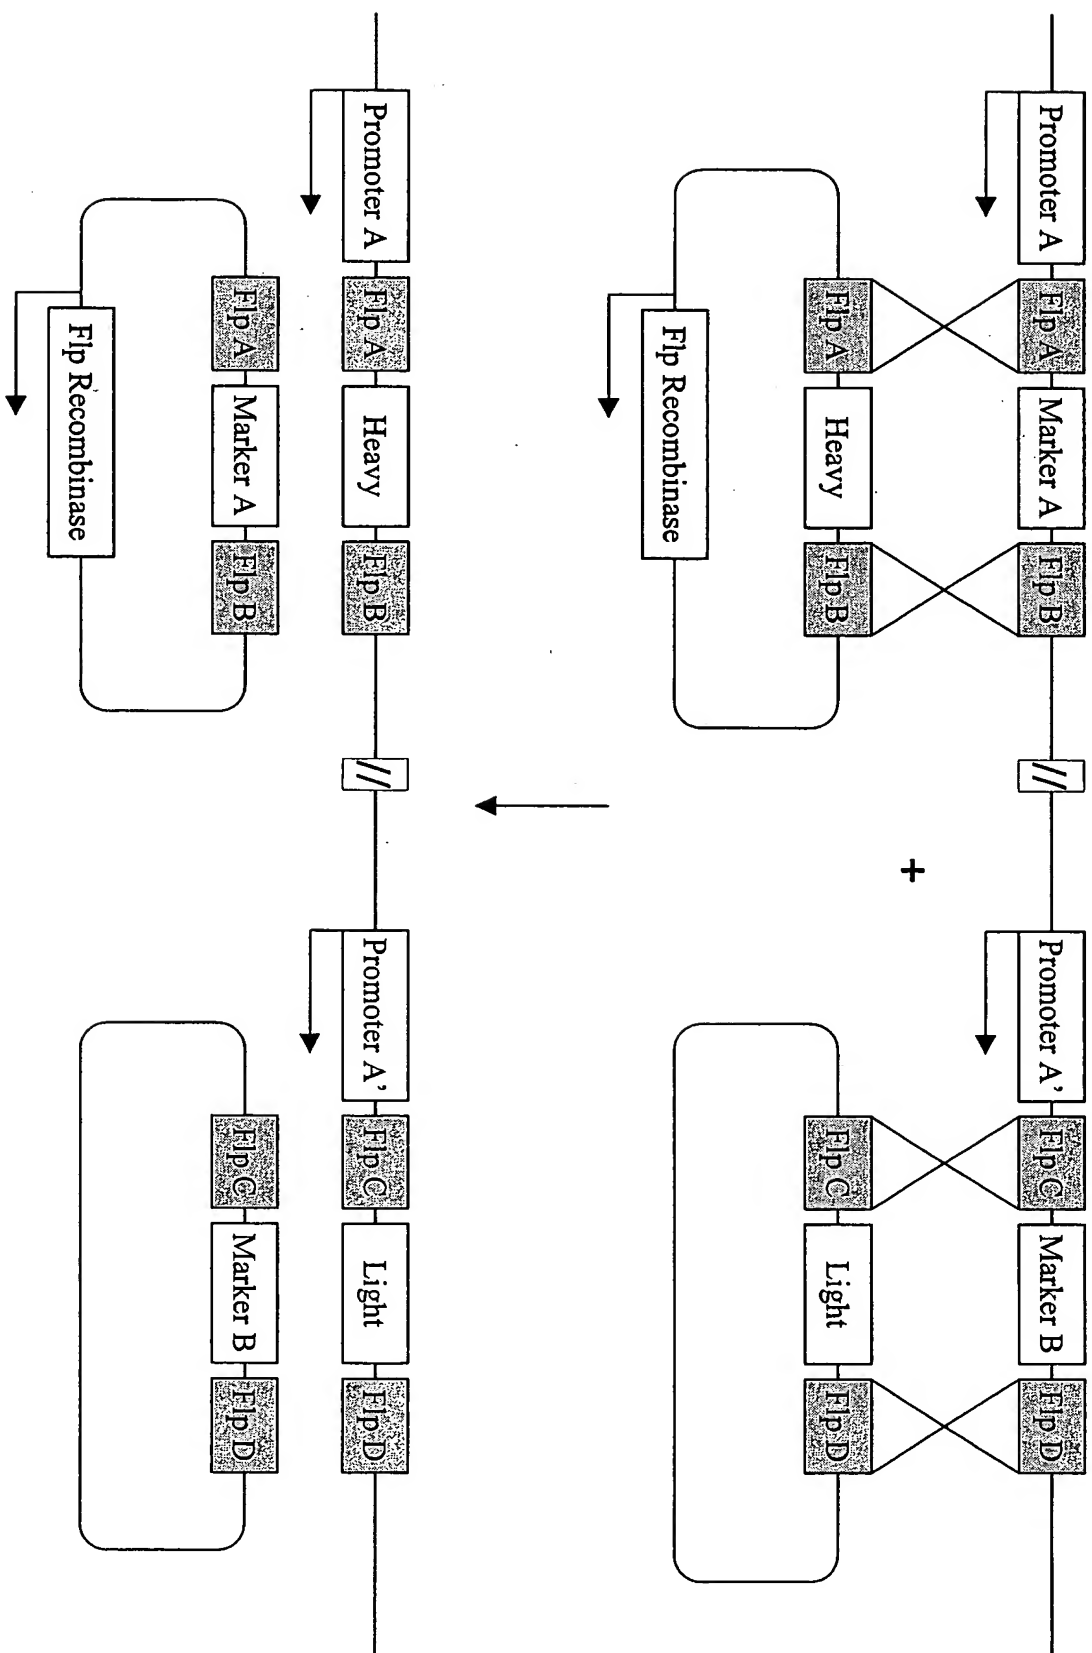 Promoter A
Flp A
Marker A
Flp B
//
Promoter A'
Flp C
Marker B
Flp D
+
Flp A
Heavy
Flp B
Flp C
Light
Flp D
Flp Recombinase
Promoter A
Flp A
Heavy
Flp B
//
Promoter A'
Flp C
Light
Flp D
Flp A
Marker A
Flp B
Flp C
Marker B
Flp D
Flp Recombinase